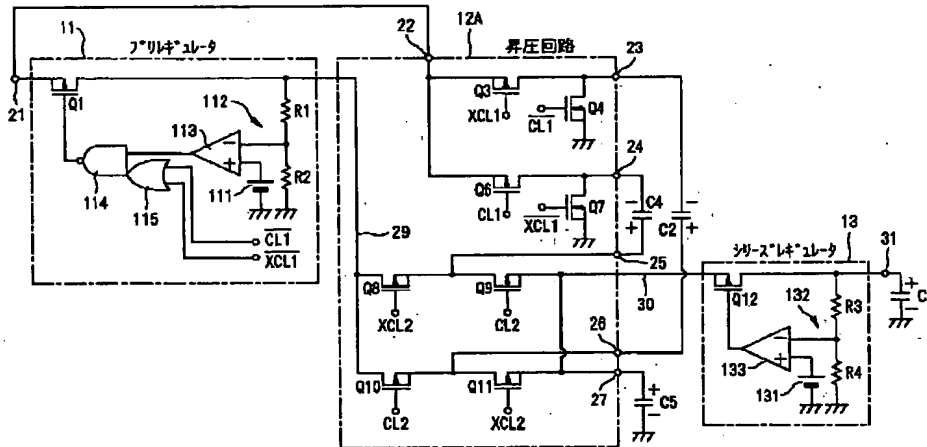 11
プリレギュレータ
21
Q1
112
113
R1
R2
111
114
115
CL1
XCL1
22
12A
昇圧回路
23
Q3
XCL1
CL1
Q4
24
Q6
CL1
XCL1
Q7
C4
C2
25
29
Q8
XCL2
Q9
CL2
30
26
Q10
CL2
Q11
XCL2
27
C5
シリーズレギュレータ
13
31
Q12
132
R3
R4
133
131
C